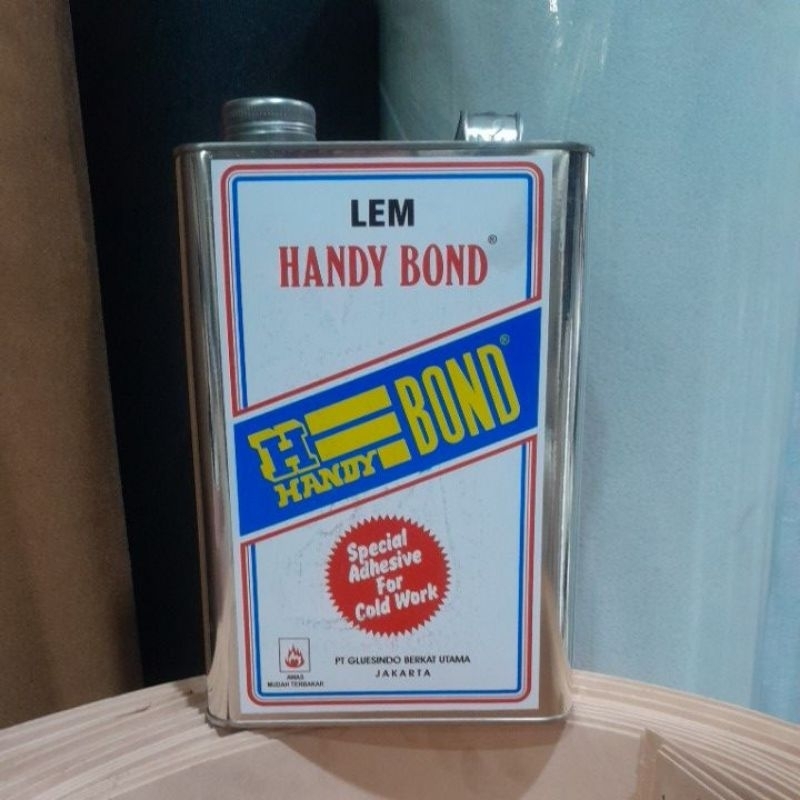 LEM
HANDY BOND®
H BOND®
HANDY
Special
Adhesive
For
Cold Work
AWAS
MUDAH TERBAKAR
PT GLUESINDO BERKAT UTAMA
JAKARTA